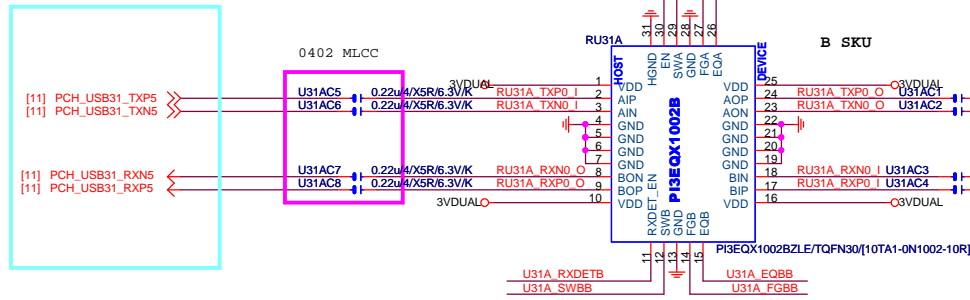 31 30 29 28 27 26
RU31A
B SKU
0402 MLCC
HOST HGND EN SWA GND FGA EQA DEVICE
3VDUAL 1 VDD VDD 25 3VDUAL
[11] PCH_USB31_TXP5 U31AC5 0.22u/4/X5R/6.3V/K RU31A_TXP0_I 2 AIP AOP 24 RU31A_TXP0_O U31AC1
[11] PCH_USB31_TXN5 U31AC6 0.22u/4/X5R/6.3V/K RU31A_TXN0_I 3 AIN AON 23 RU31A_TXN0_O U31AC2
4 GND GND 22
5 GND GND 21
6 GND GND 20
7 GND GND 19
[11] PCH_USB31_RXN5 U31AC7 0.22u/4/X5R/6.3V/K RU31A_RXN0_O 8 BON BIN 18 RU31A_RXN0_I U31AC3
[11] PCH_USB31_RXP5 U31AC8 0.22u/4/X5R/6.3V/K RU31A_RXP0_O 9 BOP BIP 17 RU31A_RXP0_I U31AC4
3VDUAL 10 VDD VDD 16 3VDUAL
PI3EQX1002B
RXDET_EN SWB GND FGB EQB
11 12 13 14 15
PI3EQX1002BZLE/TQFN30/[10TA1-0N1002-10R]
U31A_RXDETB U31A_EQBB
U31A_SWBB U31A_FGBB